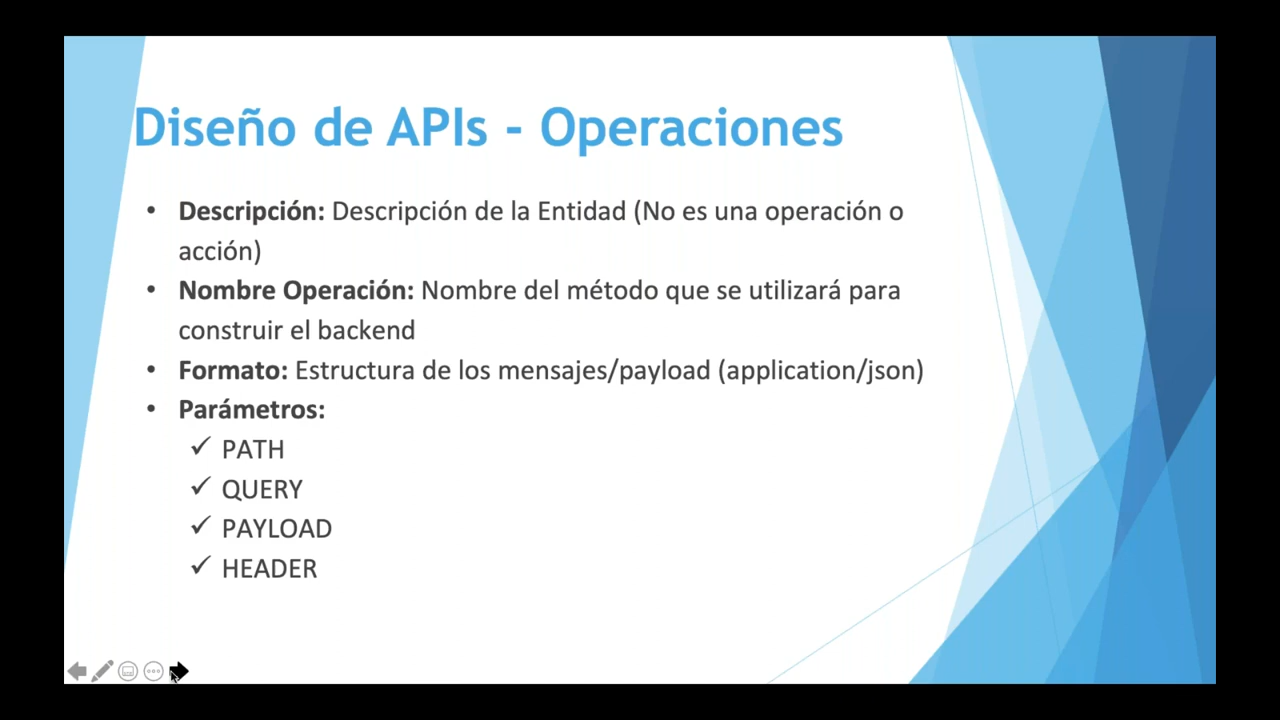 Diseño de APIs - Operaciones
• Descripción: Descripción de la Entidad (No es una operación o
acción)
• Nombre Operación: Nombre del método que se utilizará para
construir el backend
• Formato: Estructura de los mensajes/payload (application/json)
• Parámetros:
✓ PATH
✓ QUERY
✓ PAYLOAD
✓ HEADER